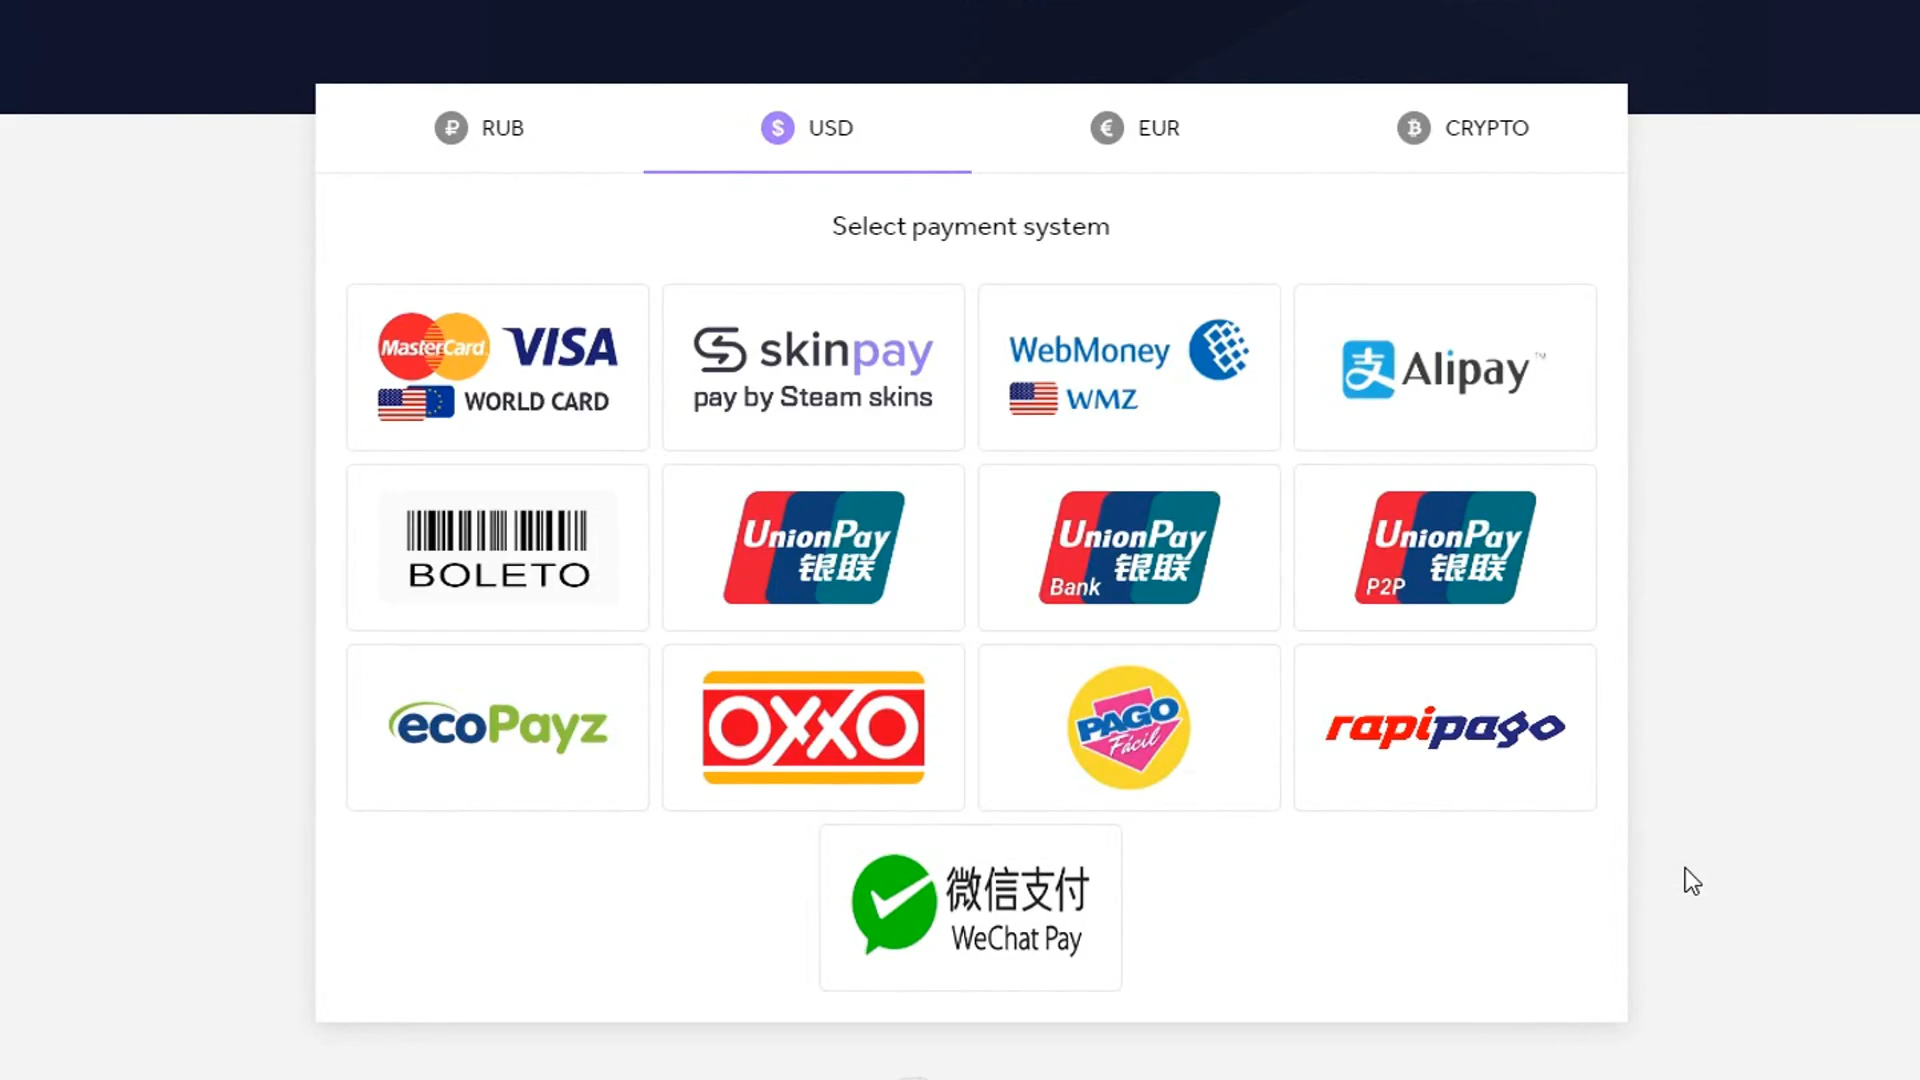 RUB
USD
EUR
CRYPTO
Select payment system
MasterCard VISA
WORLD CARD
skinpay
pay by Steam skins
WebMoney
WMZ
Alipay™
BOLETO
UnionPay
银联
UnionPay
银联
Bank
UnionPay
银联
P2P
ecoPayz
OXXO
PAGO
Fácil
rapipago
微信支付
WeChat Pay